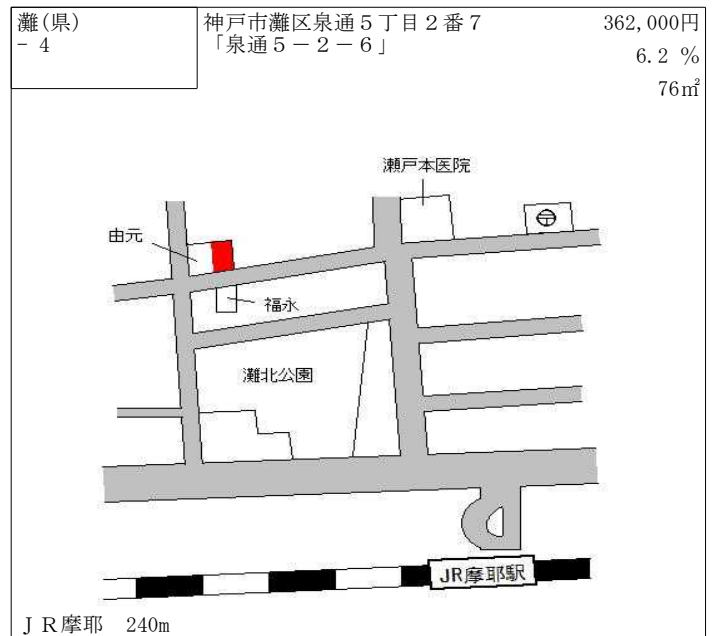 灘(県)
－4
神戸市灘区泉通５丁目２番７
「泉通５－２－６」
362,000円
6.2 %
76㎡
瀬戸本医院
由元
福永
灘北公園
JR摩耶駅
ＪＲ摩耶　240m